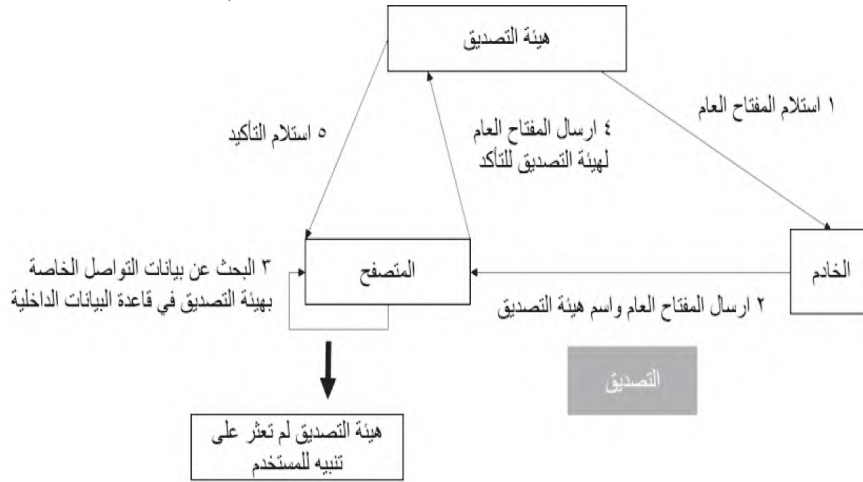 هيئة التصديق
١ استلام المفتاح العام
٤ ارسال المفتاح العام
لهيئة التصديق للتأكد
٥ استلام التأكيد
الخادم
المتصفح
٣ البحث عن بيانات التواصل الخاصة
بهيئة التصديق في قاعدة البيانات الداخلية
٢ ارسال المفتاح العام واسم هيئة التصديق
التصديق
هيئة التصديق لم تعثر على
تنبيه للمستخدم